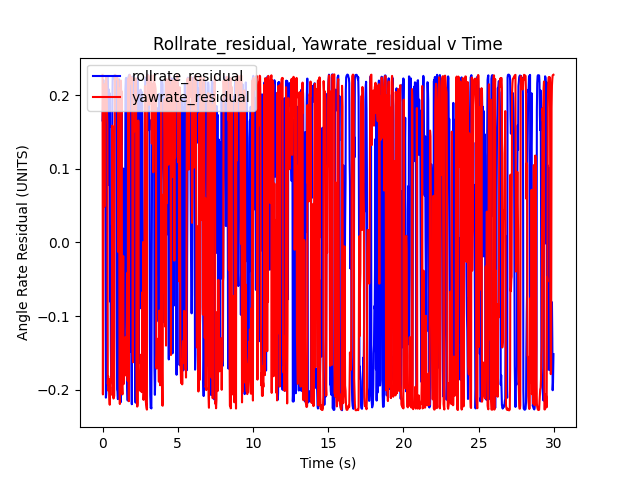 Rollrate_residual, Yawrate_residual v Time
rollrate_residual
yawrate_residual
Angle Rate Residual (UNITS)
0.2
0.1
0.0
−0.1
−0.2
0 5 10 15 20 25 30
Time (s)